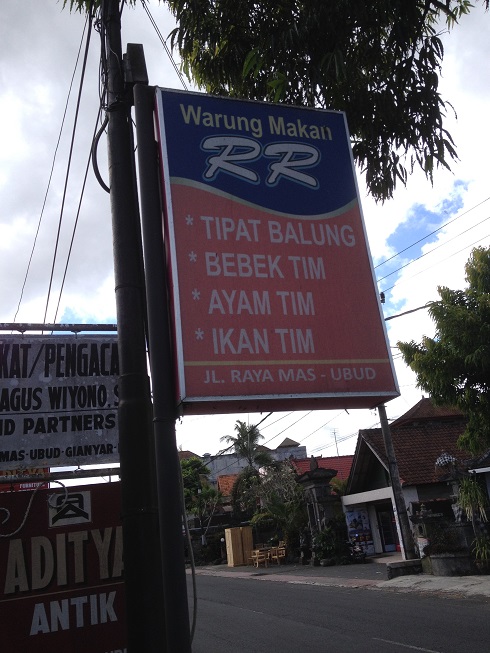 Warung Makan
RR
* TIPAT BALUNG
* BEBEK TIM
* AYAM TIM
* IKAN TIM
JL. RAYA MAS - UBUD
KAT/PENGACA
AGUS WIYONO. S
ND PARTNERS
MAS-UBUD-GIANYAR-
ADITYA
ANTIK